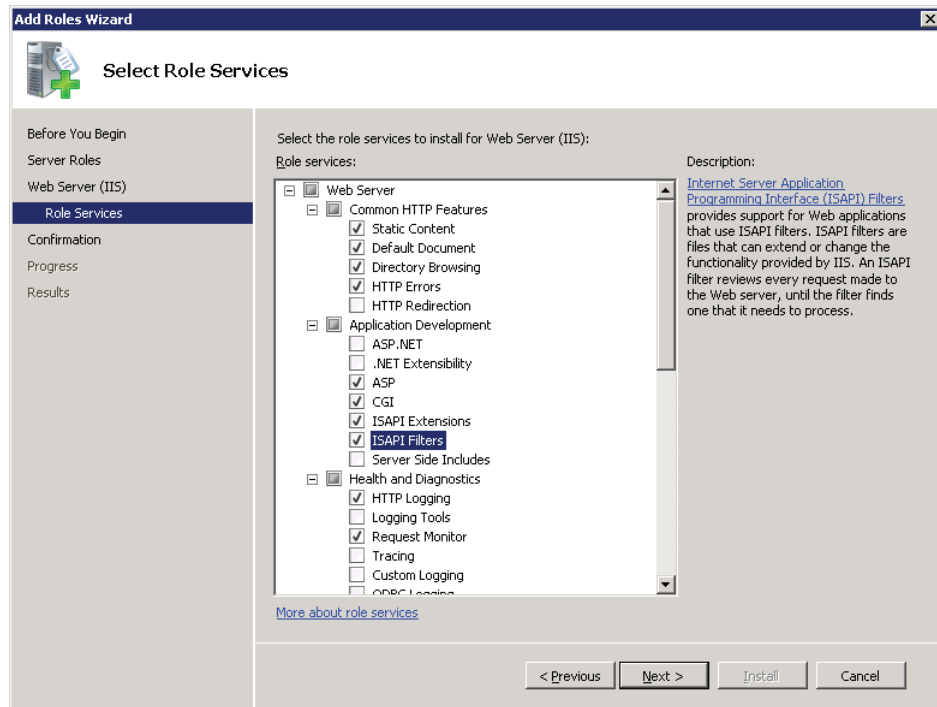 Add Roles Wizard
Select Role Services
Before You Begin
Server Roles
Web Server (IIS)
Role Services
Confirmation
Progress
Results
Select the role services to install for Web Server (IIS):
Role services:
Web Server
Common HTTP Features
Static Content
Default Document
Directory Browsing
HTTP Errors
HTTP Redirection
Application Development
ASP.NET
.NET Extensibility
ASP
CGI
ISAPI Extensions
ISAPI Filters
Server Side Includes
Health and Diagnostics
HTTP Logging
Logging Tools
Request Monitor
Tracing
Custom Logging
ODBC Logging
More about role services
Description:
Internet Server Application
Programming Interface (ISAPI) Filters
provides support for Web applications
that use ISAPI filters. ISAPI filters are
files that can extend or change the
functionality provided by IIS. An ISAPI
filter reviews every request made to
the Web server, until the filter finds
one that it needs to process.
< Previous
Next >
Install
Cancel